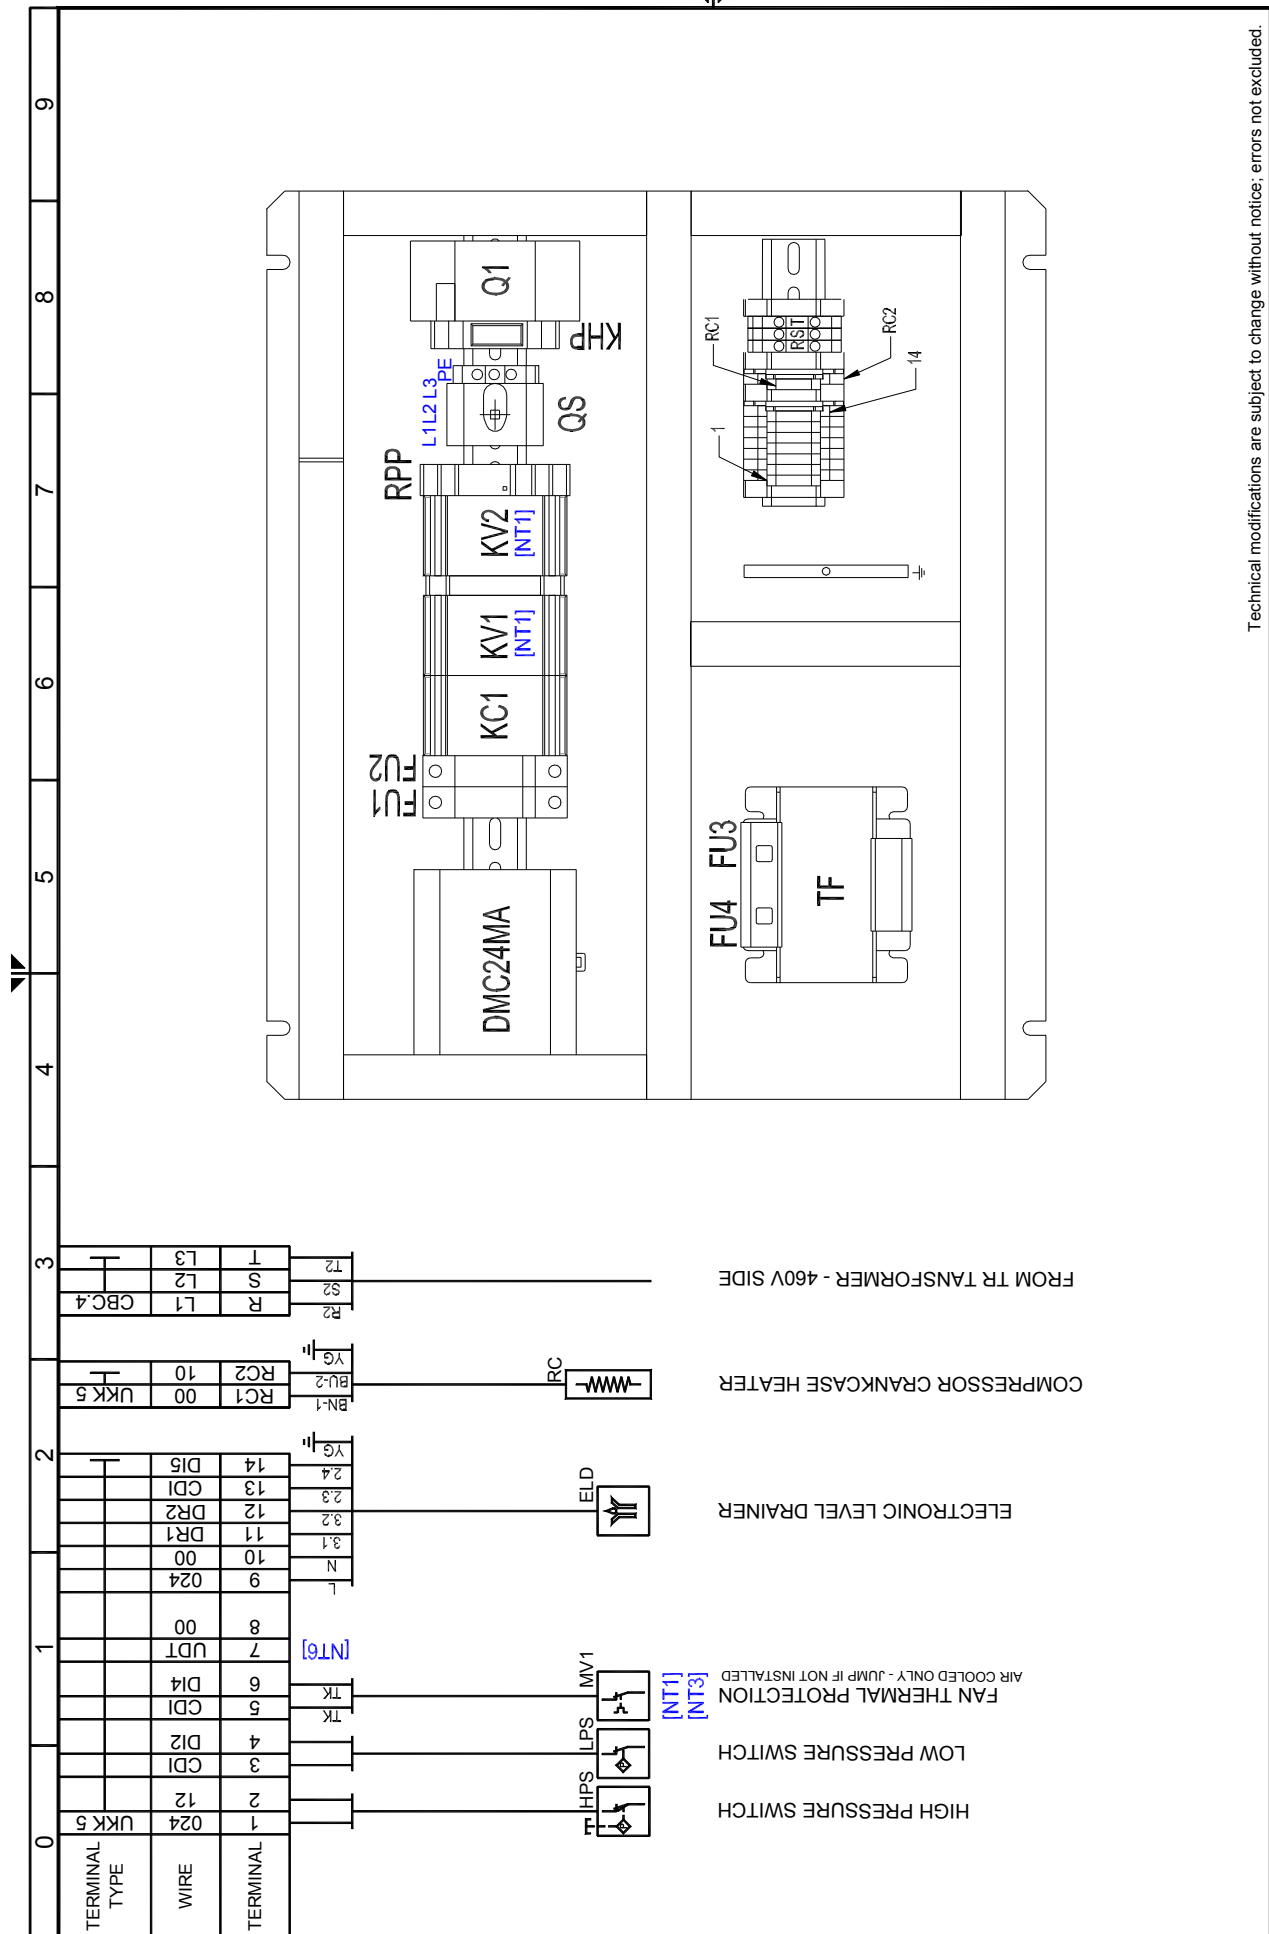 9
8
7
6
5
4
3
2
1
0
Technical modifications are subject to change without notice; errors not excluded.
Q1
KHP
PE
L1 L2 L3
QS
RPP
KV2
[NT1]
KV1
[NT1]
KC1
FU2
FU1
DMC24MA
RC1
RST
RC2
14
1
FU3
FU4
TF
TERMINAL TYPE
WIRE
TERMINAL
UKK 5 024 1
12 2
HPS
HIGH PRESSURE SWITCH
CDI 3
DI2 4
LPS
LOW PRESSURE SWITCH
CDI 5 TK
DI4 6 TK
MV1
[NT1]
[NT3]
FAN THERMAL PROTECTION
AIR COOLED ONLY - JUMP IF NOT INSTALLED
UDT 7
00 8
[NT6]
024 9 L
00 10 N
DR1 11 3.1
DR2 12 3.2
CDI 13 2.3
DI5 14 2.4
YG
ELD
ELECTRONIC LEVEL DRAINER
UKK 5 00 RC1 BN-1
10 RC2 BU-2
YG
RC
COMPRESSOR CRANKCASE HEATER
CBC.4 L1 R R2
L2 S S2
L3 T T2
FROM TR TANSFORMER - 460V SIDE